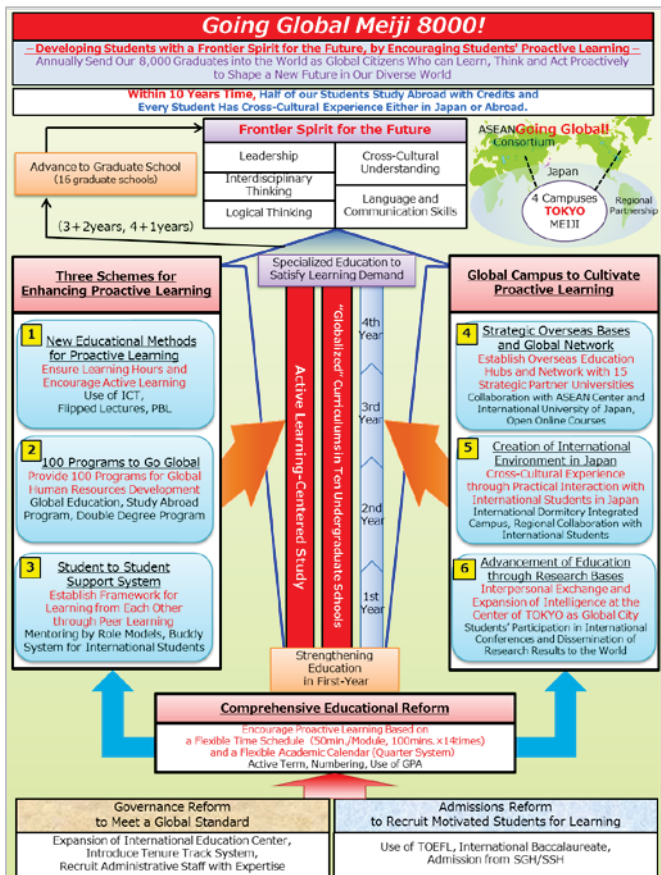 Going Global Meiji 8000!
—Developing Students with a Frontier Spirit for the Future, by Encouraging Students' Proactive Learning—
Annually Send Our 8,000 Graduates into the World as Global Citizens Who can Learn, Think and Act Proactively
to Shape a New Future in Our Diverse World
Within 10 Years Time, Half of our Students Study Abroad with Credits and
Every Student Has Cross-Cultural Experience Either in Japan or Abroad.
Advance to Graduate School
(16 graduate schools)
(3+2years, 4+1years)
Frontier Spirit for the Future
Leadership
Interdisciplinary
Thinking
Logical Thinking
Cross-Cultural
Understanding
Language and
Communication Skills
ASEAN
Consortium
Going Global!
Japan
4 Campuses
TOKYO
MEIJI
Regional
Partnership
Specialized Education to
Satisfy Learning Demand
Three Schemes for
Enhancing Proactive Learning
1
New Educational Methods
for Proactive Learning
Ensure Learning Hours and
Encourage Active Learning
Use of ICT,
Flipped Lectures, PBL
2
100 Programs to Go Global
Provide 100 Programs for Global
Human Resources Development
Global Education, Study Abroad
Program, Double Degree Program
3
Student to Student
Support System
Establish Framework for
Learning from Each Other
through Peer Learning
Mentoring by Role Models, Buddy
System for International Students
Active Learning-Centered Study
"Globalized" Curriculums in Ten Undergraduate Schools
4th
Year
3rd
Year
2nd
Year
1st
Year
Strengthening
Education
in First-Year
Global Campus to Cultivate
Proactive Learning
4
Strategic Overseas Bases
and Global Network
Establish Overseas Education
Hubs and Network with 15
Strategic Partner Universities
Collaboration with ASEAN Center and
International University of Japan,
Open Online Courses
5
Creation of International
Environment in Japan
Cross-Cultural Experience
through Practical Interaction with
International Students in Japan
International Dormitory Integrated
Campus, Regional Collaboration with
International Students
6
Advancement of Education
through Research Bases
Interpersonal Exchange and
Expansion of Intelligence at the
Center of TOKYO as Global City
Students' Participation in International
Conferences and Dissemination of
Research Results to the World
Comprehensive Educational Reform
Encourage Proactive Learning Based on
a Flexible Time Schedule (50min./Module, 100mins.×14times)
and a Flexible Academic Calendar (Quarter System)
Active Term, Numbering, Use of GPA
Governance Reform
to Meet a Global Standard
Expansion of International Education Center,
Introduce Tenure Track System,
Recruit Administrative Staff with Expertise
Admissions Reform
to Recruit Motivated Students for Learning
Use of TOEFL, International Baccalaureate,
Admission from SGH/SSH